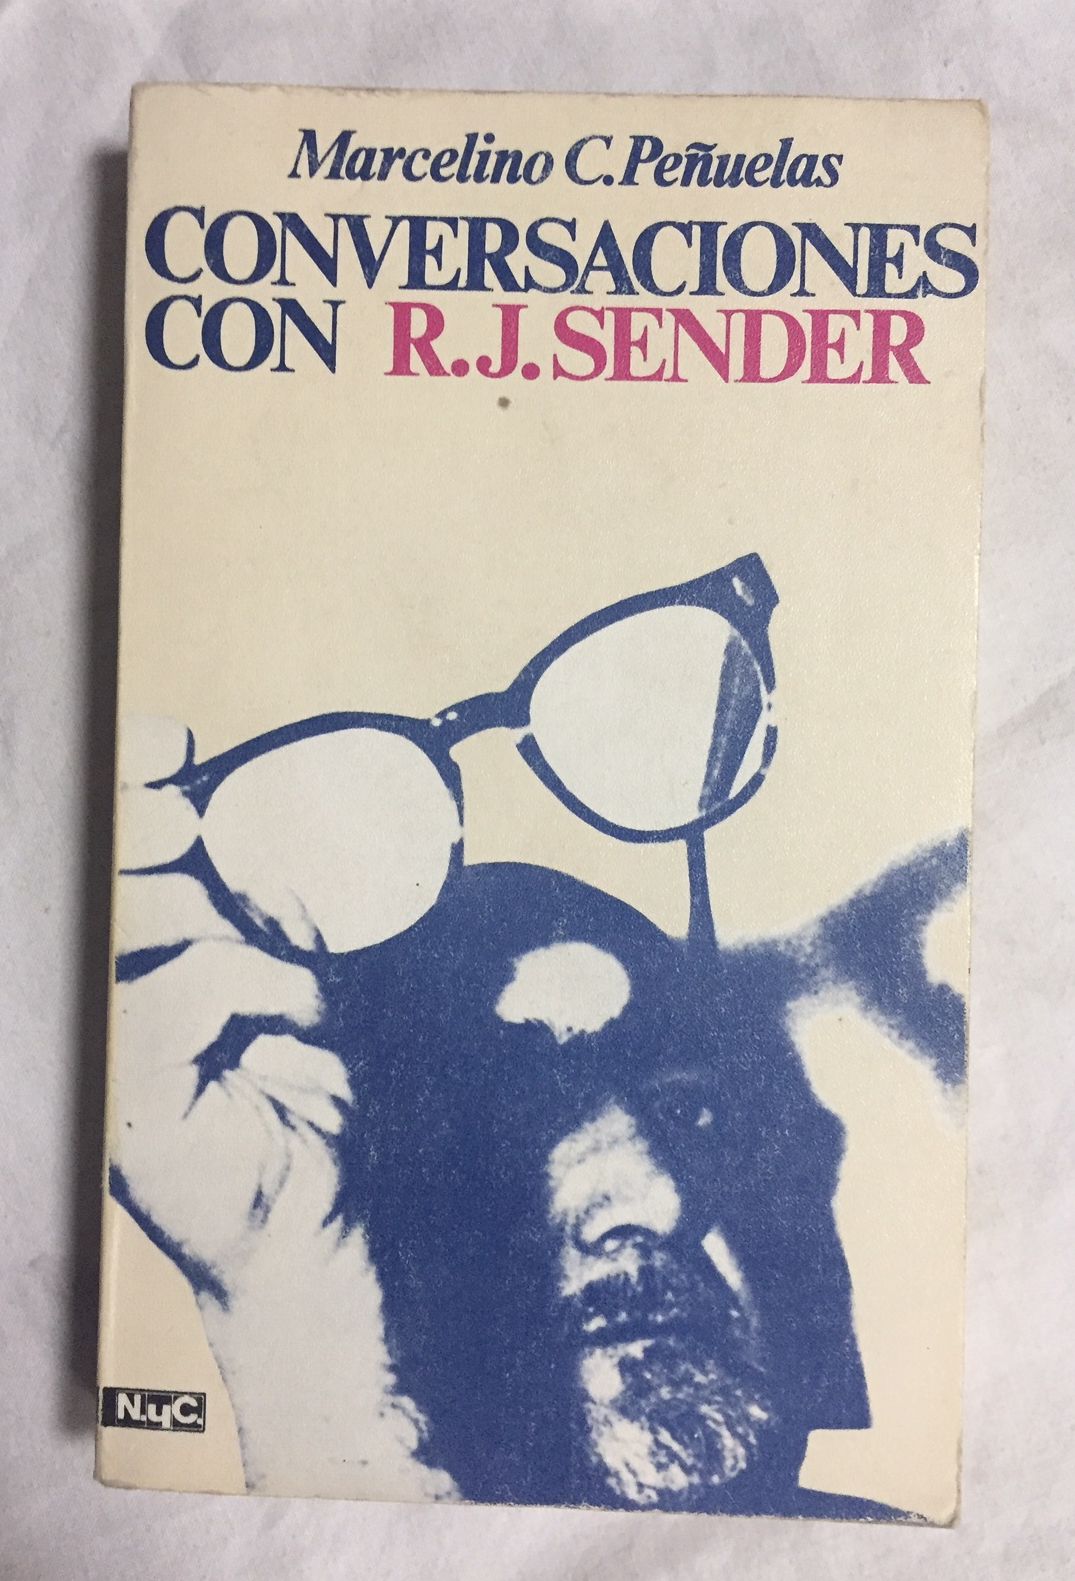 Marcelino C. Peñuelas
CONVERSACIONES
CON R.J. SENDER
N.yC.